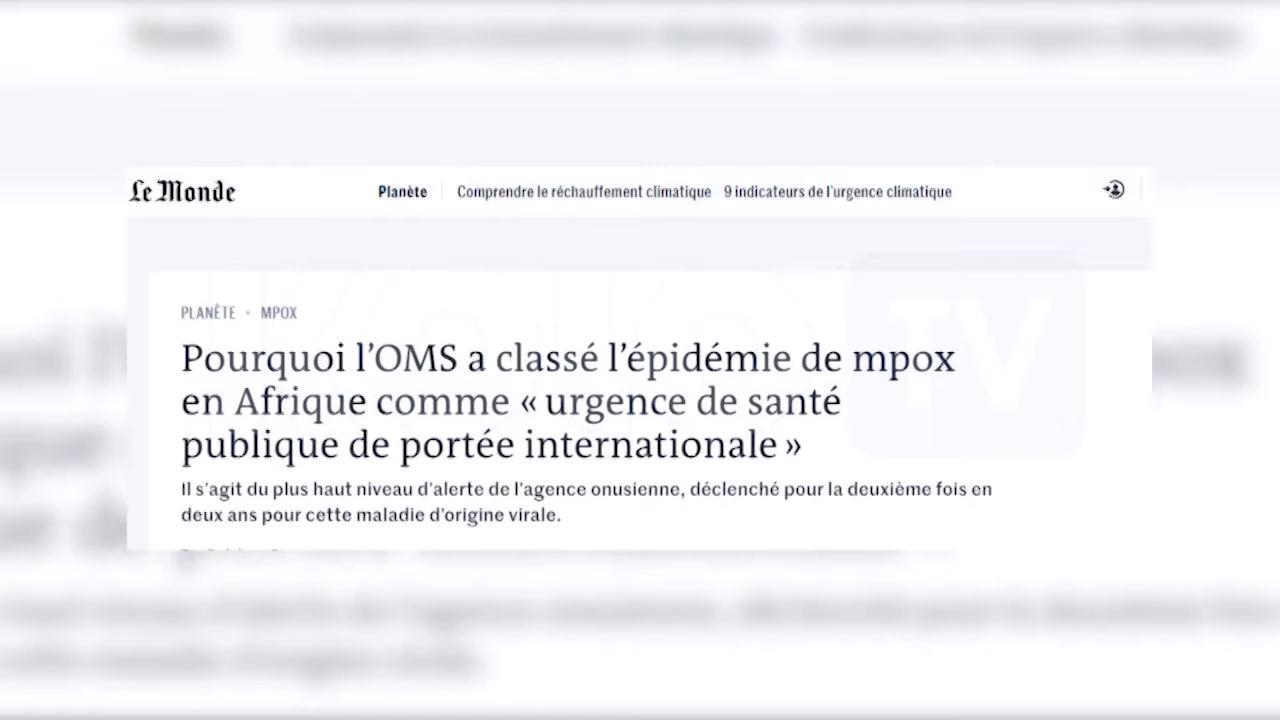 Le Monde
Planète
Comprendre le réchauffement climatique
9 indicateurs de l'urgence climatique
PLANÈTE • MPOX
Pourquoi l'OMS a classé l'épidémie de mpox
en Afrique comme « urgence de santé
publique de portée internationale »
Il s'agit du plus haut niveau d'alerte de l'agence onusienne, déclenché pour la deuxième fois en
deux ans pour cette maladie d'origine virale.
TV